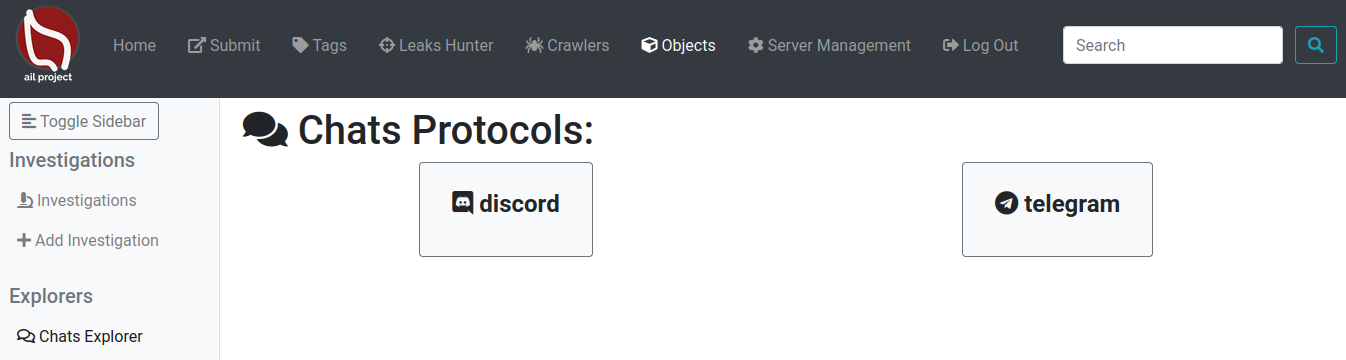 ail project
Home Submit Tags Leaks Hunter Crawlers Objects Server Management Log Out Search
Toggle Sidebar
Investigations
Investigations
Add Investigation
Explorers
Chats Explorer
Chats Protocols:
discord
telegram